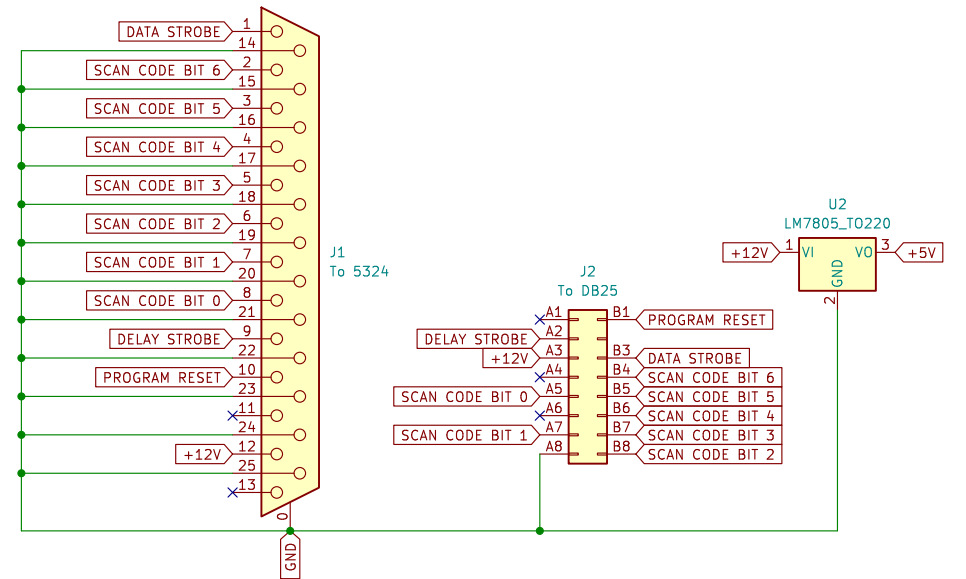 DATA STROBE 1
14
SCAN CODE BIT 6 2
15
SCAN CODE BIT 5 3
16
SCAN CODE BIT 4 4
17
SCAN CODE BIT 3 5
18
SCAN CODE BIT 2 6
19
SCAN CODE BIT 1 7
20
SCAN CODE BIT 0 8
21
DELAY STROBE 9
22
PROGRAM RESET 10
23
11
24
+12V 12
25
13
0
GND
J1
To 5324
J2
To DB25
A1 B1 PROGRAM RESET
DELAY STROBE A2
+12V A3 B3 DATA STROBE
A4 B4 SCAN CODE BIT 6
SCAN CODE BIT 0 A5 B5 SCAN CODE BIT 5
A6 B6 SCAN CODE BIT 4
SCAN CODE BIT 1 A7 B7 SCAN CODE BIT 3
A8 B8 SCAN CODE BIT 2
U2
LM7805_TO220
+12V 1 VI VO 3 +5V
GND
2